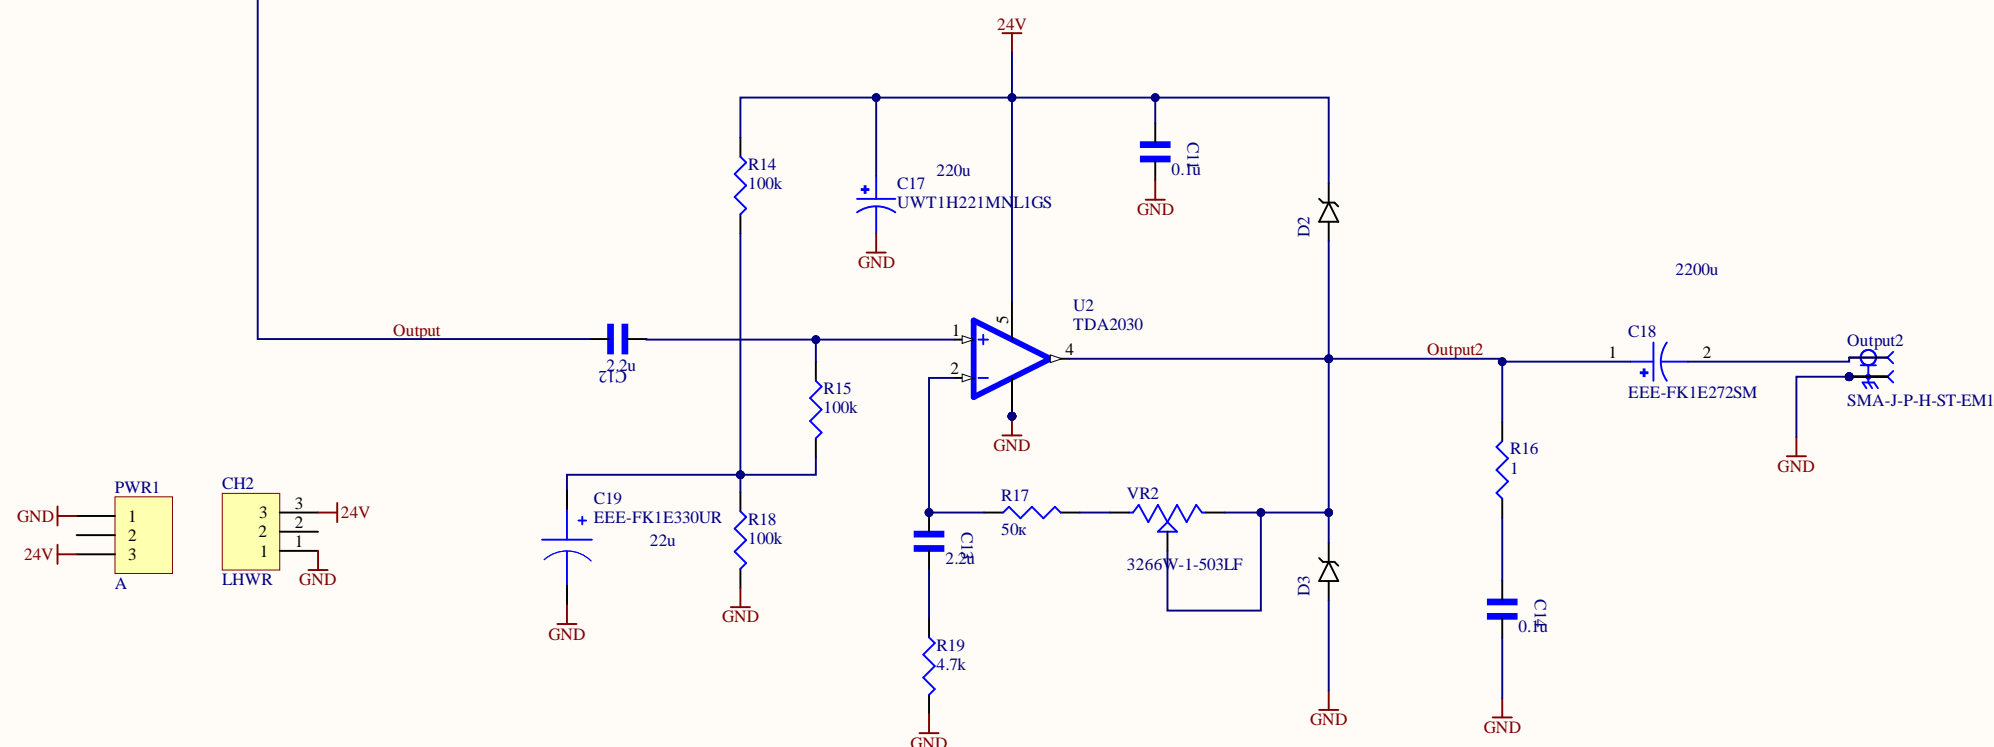 24V
R14
100k
C17
220u
UWT1H221MNL1GS
GND
C11
0.1u
GND
D2
U2
TDA2030
5
1
2
4
GND
Output
C12
2.2u
R15
100k
Output2
2200u
C18
1
2
EEE-FK1E272SM
Output2
SMA-J-P-H-ST-EM1
GND
R16
1
C14
0.1u
GND
PWR1
GND
1
2
24V
3
A
CH2
3
3
24V
2
2
1
1
LHWR
GND
C19
EEE-FK1E330UR
22u
GND
R18
100k
GND
R17
50к
VR2
3266W-1-503LF
2.2u
R19
4.7k
GND
D3
GND